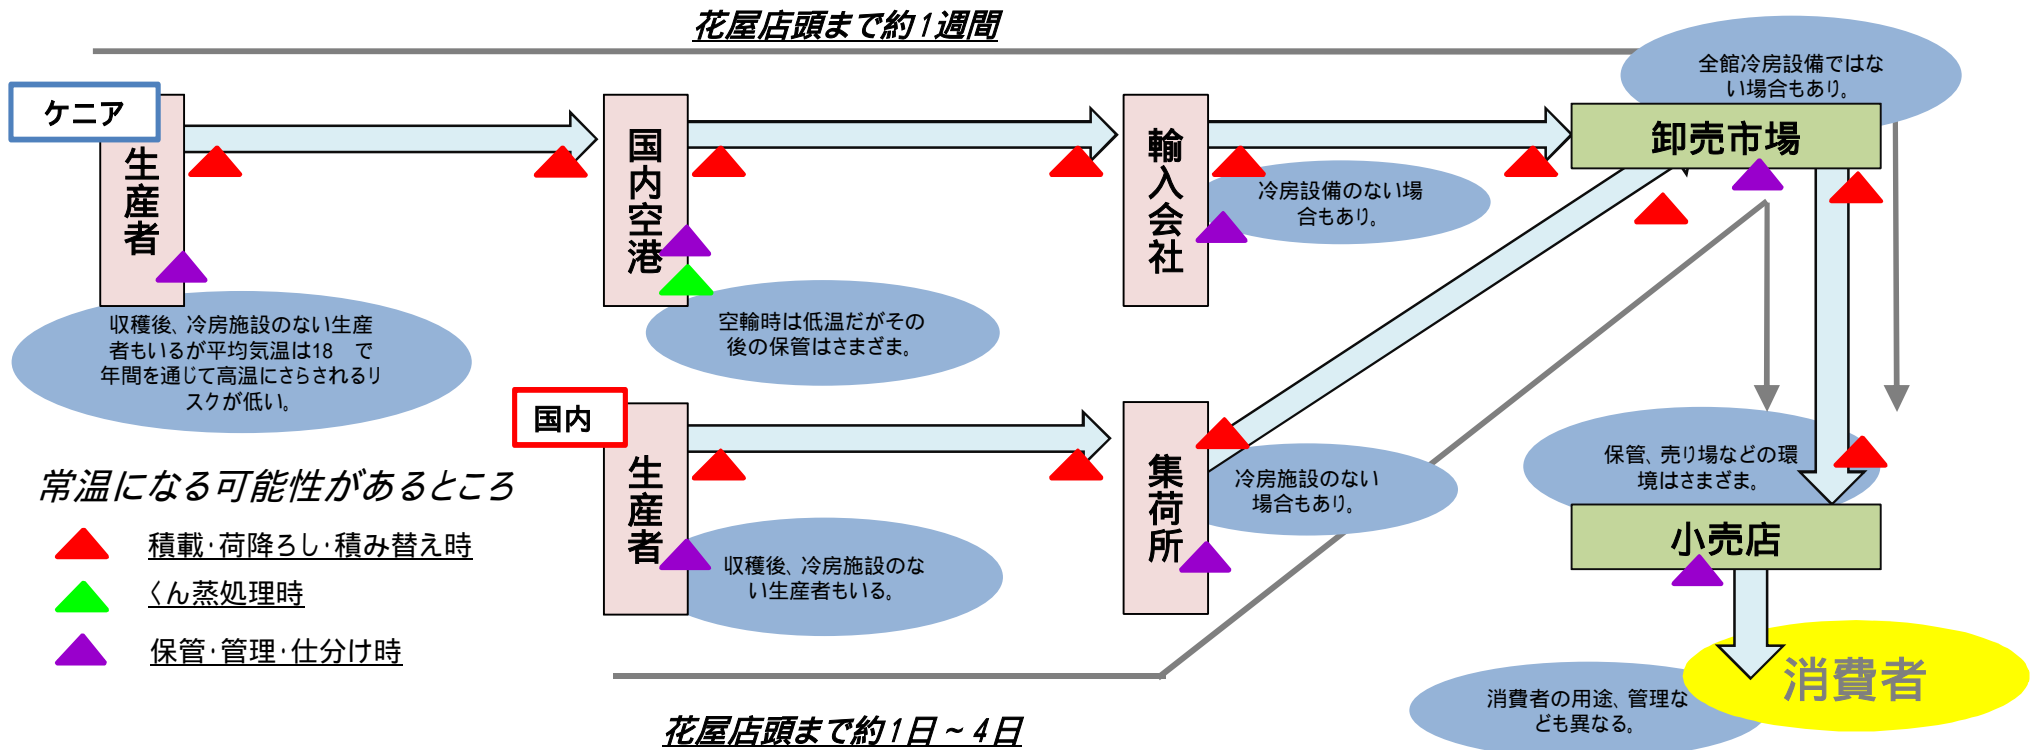 花屋店頭まで約1週間
全館冷房設備ではな
い場合もあり。
ケニア
生産者
国内空港
輸入会社
卸売市場
冷房設備のない場
合もあり。
収穫後、冷房施設のない生産
者もいるが平均気温は18 で
年間を通じて高温にさらされるリ
スクが低い。
空輸時は低温だがその
後の保管はさまざま。
国内
生産者
集荷所
冷房施設のない
場合もあり。
保管、売り場などの環
境はさまざま。
小売店
収穫後、冷房施設のな
い生産者もいる。
常温になる可能性があるところ
積載・荷降ろし・積み替え時
くん蒸処理時
保管・管理・仕分け時
消費者
消費者の用途、管理な
ども異なる。
花屋店頭まで約1日~4日